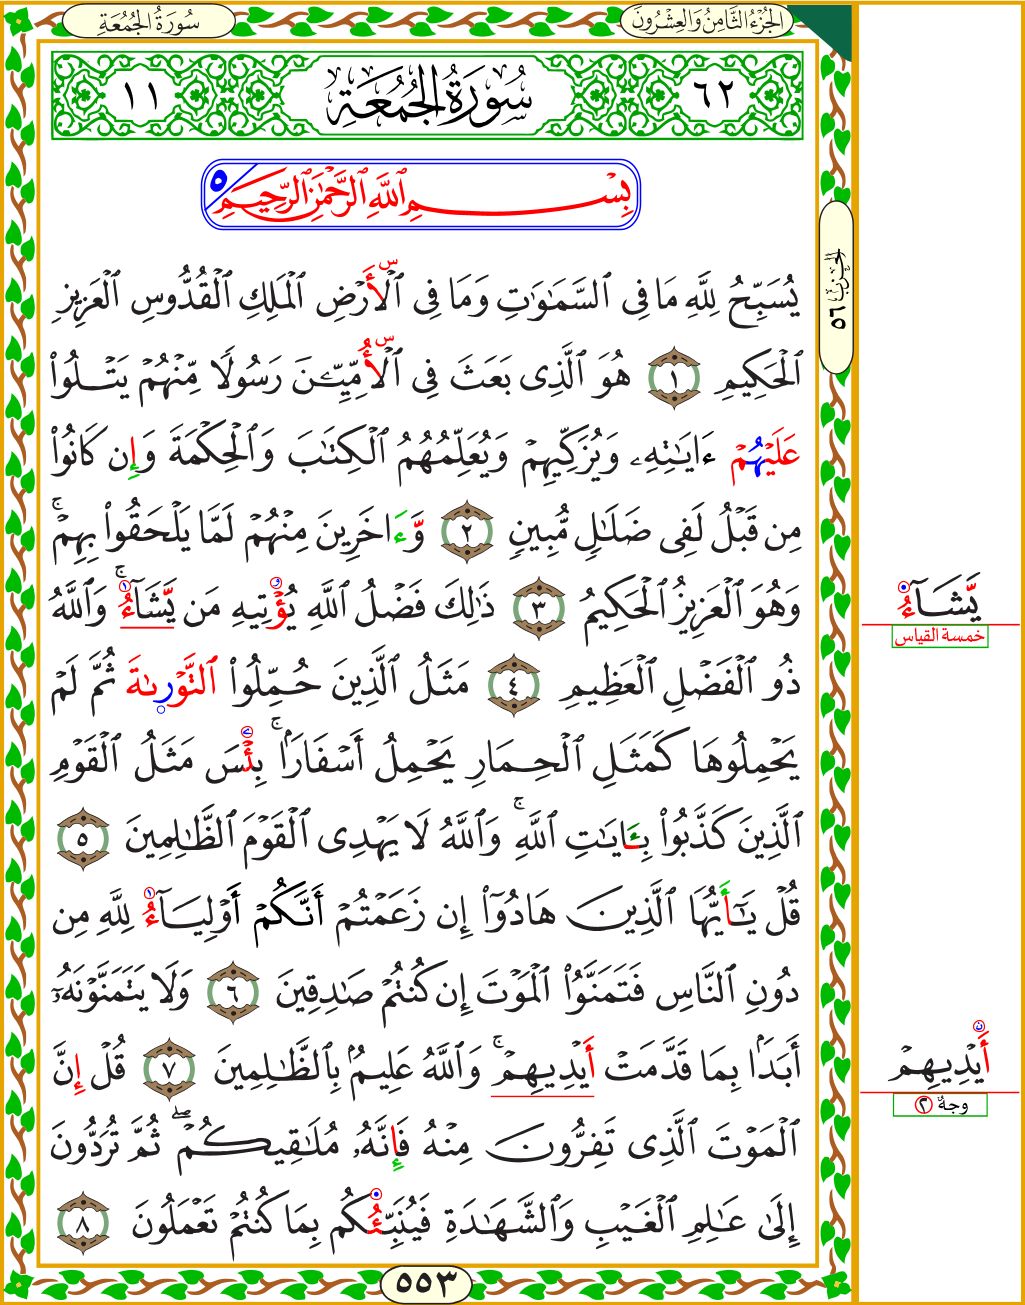 سُورَةُ الجُمُعَةِ
الجُزْءُ الثَّامِنُ وَالعِشْرُونَ
٦٢ سُورَةُ الجُمُعَةِ ١١
بِسْمِ ٱللَّهِ ٱلرَّحْمَٰنِ ٱلرَّحِيمِ ٥
يُسَبِّحُ لِلَّهِ مَا فِى ٱلسَّمَٰوَٰتِ وَمَا فِى ٱلْأَرْضِ ٱلْمَلِكِ ٱلْقُدُّوسِ ٱلْعَزِيزِ
ٱلْحَكِيمِ ١ هُوَ ٱلَّذِى بَعَثَ فِى ٱلْأُمِّيِّـۧنَ رَسُولًا مِّنْهُمْ يَتْلُوا۟
عَلَيْهُمْ ءَايَٰتِهِۦ وَيُزَكِّيهِمْ وَيُعَلِّمُهُمُ ٱلْكِتَٰبَ وَٱلْحِكْمَةَ وَإِن كَانُوا۟
مِن قَبْلُ لَفِى ضَلَٰلٍ مُّبِينٍ ٢ وَّءَاخَرِينَ مِنْهُمْ لَمَّا يَلْحَقُوا۟ بِهِمْ ۚ
وَهُوَ ٱلْعَزِيزُ ٱلْحَكِيمُ ٣ ذَٰلِكَ فَضْلُ ٱللَّهِ يُؤْتِيهِ مَن يَّشَآءُ ۚ وَٱللَّهُ
ذُو ٱلْفَضْلِ ٱلْعَظِيمِ ٤ مَثَلُ ٱلَّذِينَ حُمِّلُوا۟ ٱلتَّوْرىٰةَ ثُمَّ لَمْ
يَحْمِلُوهَا كَمَثَلِ ٱلْحِمَارِ يَحْمِلُ أَسْفَارًۢا ۚ بِئْسَ مَثَلُ ٱلْقَوْمِ
ٱلَّذِينَ كَذَّبُوا۟ بِـَٔايَٰتِ ٱللَّهِ ۚ وَٱللَّهُ لَا يَهْدِى ٱلْقَوْمَ ٱلظَّٰلِمِينَ ٥
قُلْ يَٰٓأَيُّهَا ٱلَّذِينَ هَادُوٓا۟ إِن زَعَمْتُمْ أَنَّكُمْ أَوْلِيَآءُ لِلَّهِ مِن
دُونِ ٱلنَّاسِ فَتَمَنَّوُا۟ ٱلْمَوْتَ إِن كُنتُمْ صَٰدِقِينَ ٦ وَلَا يَتَمَنَّوْنَهُۥٓ
أَبَدًۢا بِمَا قَدَّمَتْ أَيْدِيهِمْ ۚ وَٱللَّهُ عَلِيمٌۢ بِٱلظَّٰلِمِينَ ٧ قُلْ إِنَّ
ٱلْمَوْتَ ٱلَّذِى تَفِرُّونَ مِنْهُ فَإِنَّهُۥ مُلَٰقِيكُمْ ۖ ثُمَّ تُرَدُّونَ
إِلَىٰ عَٰلِمِ ٱلْغَيْبِ وَٱلشَّهَٰدَةِ فَيُنَبِّئُكُم بِمَا كُنتُمْ تَعْمَلُونَ ٨
٥٥٣
الحزب ٥٦
يَّشَآءُ
خمسة القياس
أَيْدِيهِمْ
وجهٌ ٢